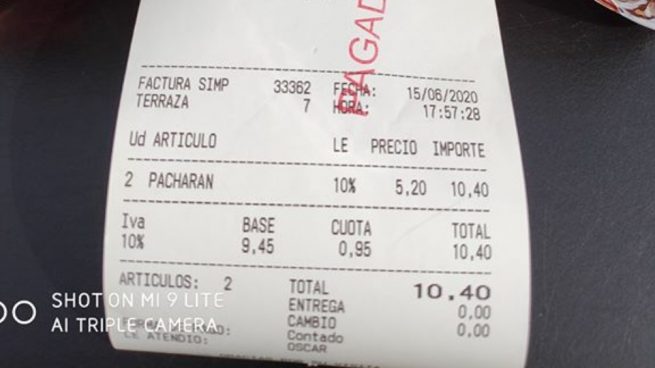 PAGAD
FACTURA SIMP 33362 FECHA: 15/06/2020
TERRAZA 7 HORA: 17:57:28
Ud ARTICULO LE PRECIO IMPORTE
2 PACHARAN 10% 5,20 10,40
Iva BASE CUOTA TOTAL
10% 9,45 0,95 10,40
ARTICULOS: 2 TOTAL 10,40
ENTREGA 0,00
CAMBIO 0,00
Contado
LE ATENDIO: OSCAR
SHOT ON MI 9 LITE
AI TRIPLE CAMERA